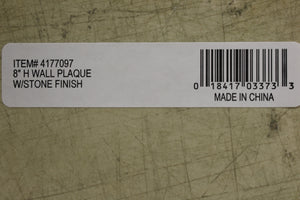 ITEM# 4177097
8" H WALL PLAQUE
W/STONE FINISH
0 18417 03373 3
MADE IN CHINA